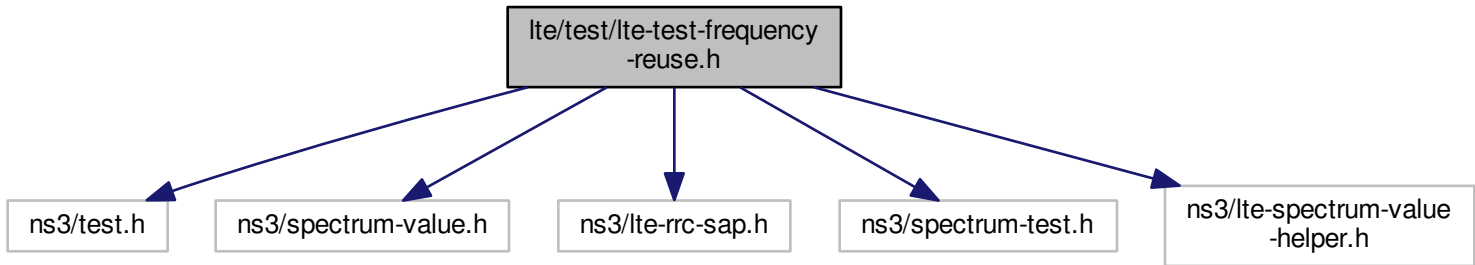 lte/test/lte-test-frequency
-reuse.h
ns3/test.h
ns3/spectrum-value.h
ns3/lte-rrc-sap.h
ns3/spectrum-test.h
ns3/lte-spectrum-value
-helper.h